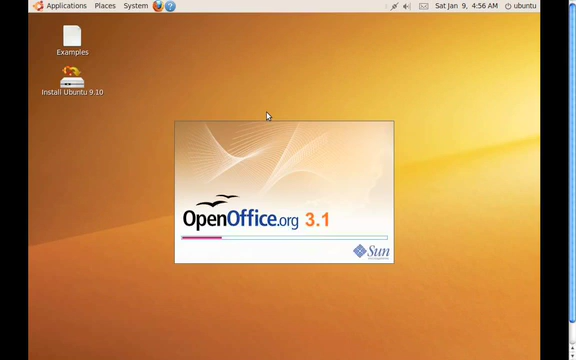 Applications Places System Sat Jan 9, 4:56 AM ubuntu
Examples
Install Ubuntu 9.10
OpenOffice.org 3.1
Sun